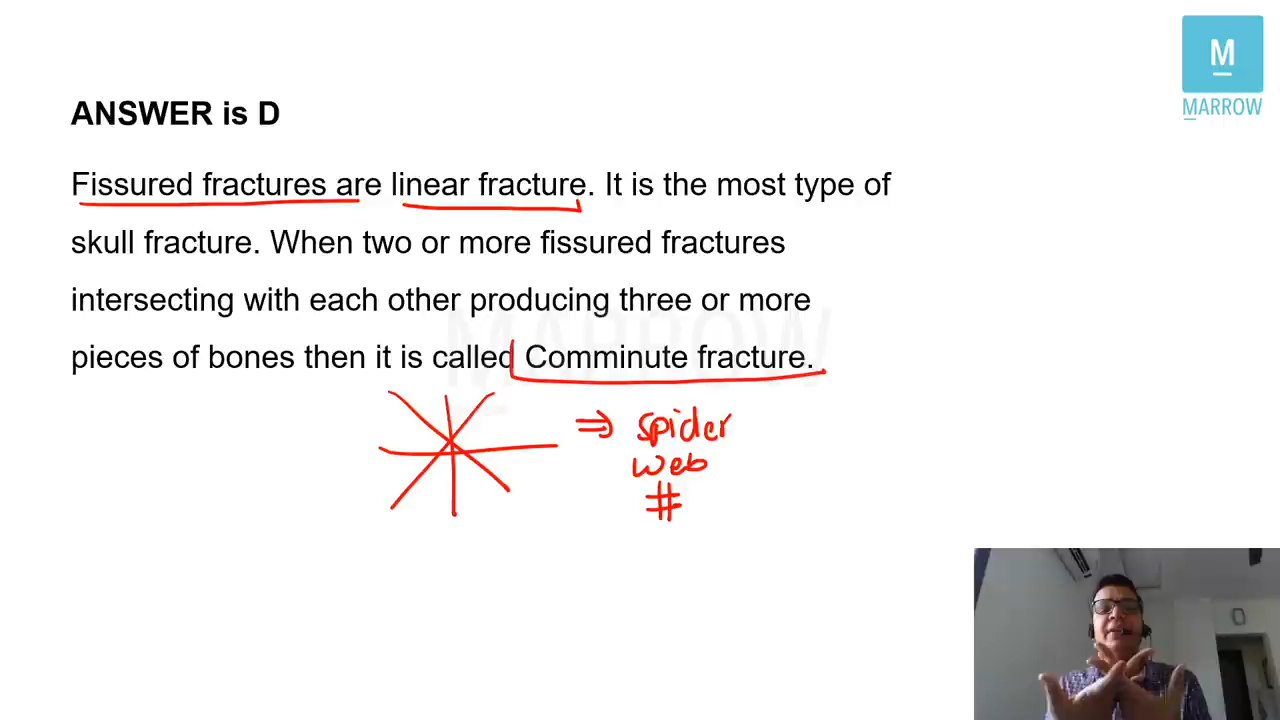 M
MARROW
ANSWER is D
Fissured fractures are linear fracture. It is the most type of
skull fracture. When two or more fissured fractures
intersecting with each other producing three or more
pieces of bones then it is called Comminute fracture.
MARROW
⇒ spider
web
#